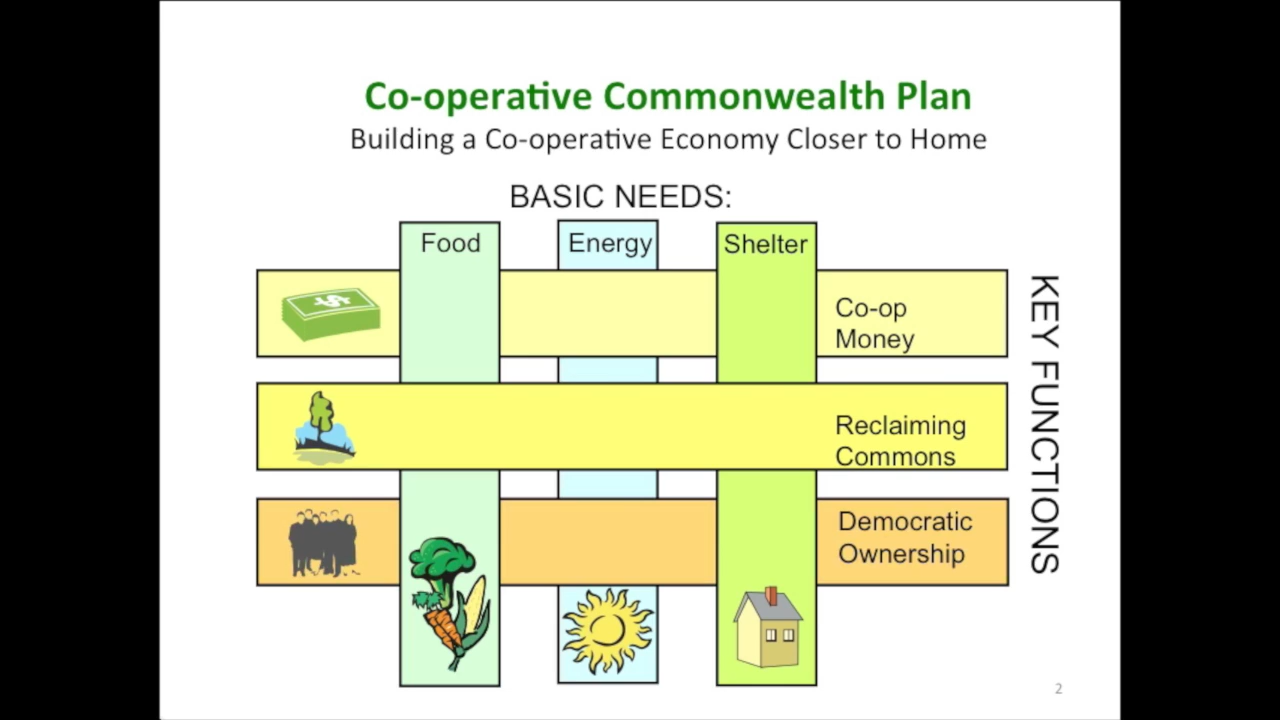 Co-operative Commonwealth Plan
Building a Co-operative Economy Closer to Home
BASIC NEEDS:
Food
Energy
Shelter
Co-op
Money
Reclaiming
Commons
Democratic
Ownership
KEY FUNCTIONS
2